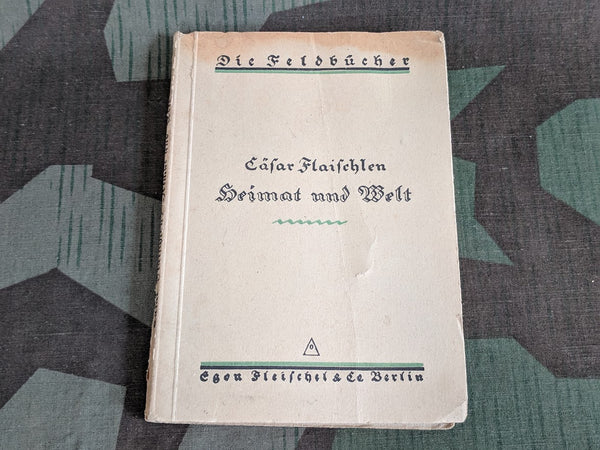 Die Feldbücher
Cäſar Flaiſchlen
Heimat und Welt
Egon Fleiſchel & Co Berlin